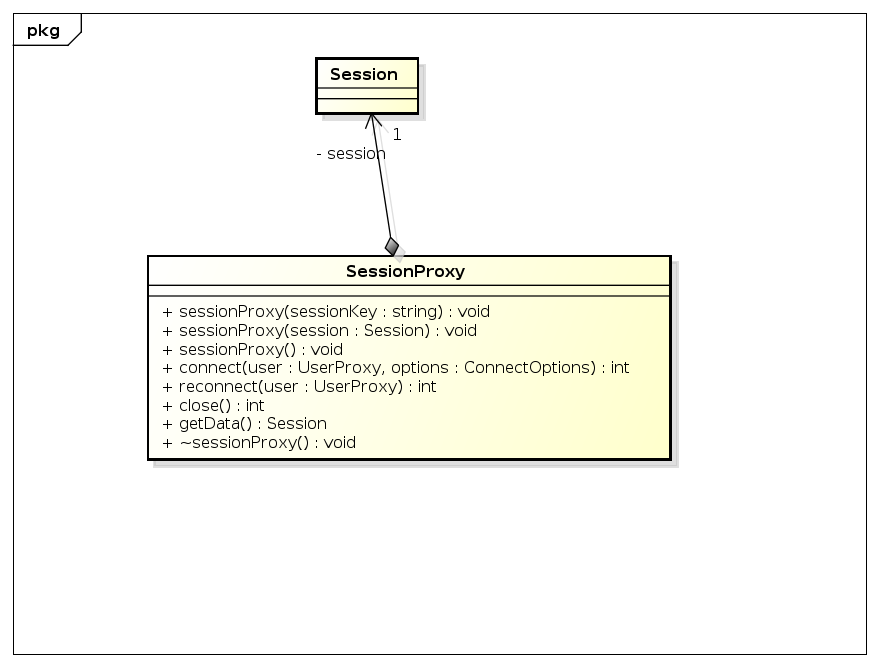 pkg
Session
1
- session
SessionProxy
+ sessionProxy(sessionKey : string) : void
+ sessionProxy(session : Session) : void
+ sessionProxy() : void
+ connect(user : UserProxy, options : ConnectOptions) : int
+ reconnect(user : UserProxy) : int
+ close() : int
+ getData() : Session
+ ~sessionProxy() : void